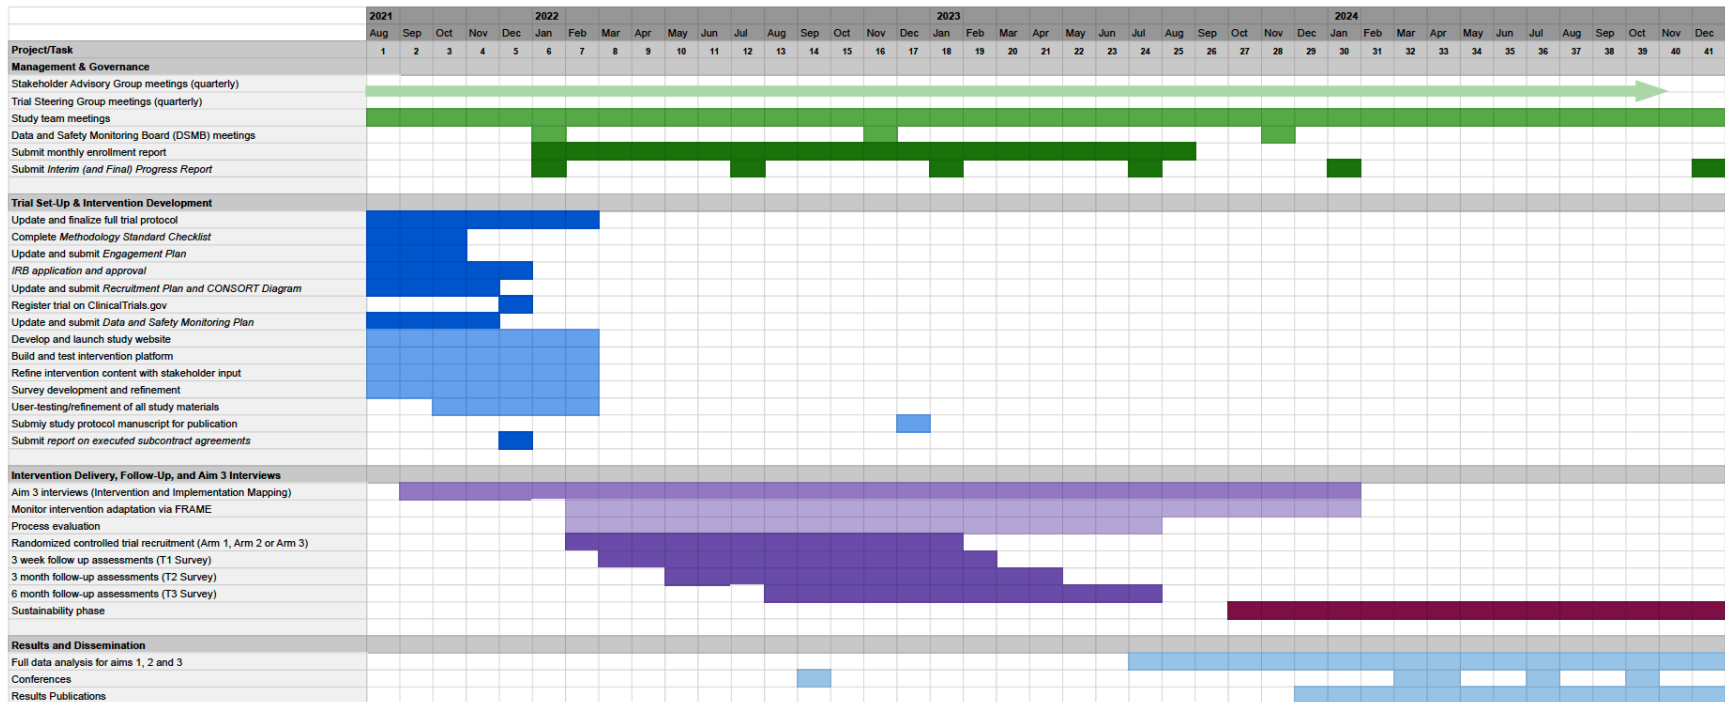 2021 2022 2023 2024
Aug Sep Oct Nov Dec Jan Feb Mar Apr May Jun Jul Aug Sep Oct Nov Dec Jan Feb Mar Apr May Jun Jul Aug Sep Oct Nov Dec Jan Feb Mar Apr May Jun Jul Aug Sep Oct Nov Dec
Project/Task 1 2 3 4 5 6 7 8 9 10 11 12 13 14 15 16 17 18 19 20 21 22 23 24 25 26 27 28 29 30 31 32 33 34 35 36 37 38 39 40 41
Management & Governance
Stakeholder Advisory Group meetings (quarterly)
Trial Steering Group meetings (quarterly)
Study team meetings
Data and Safety Monitoring Board (DSMB) meetings
Submit monthly enrollment report
Submit Interim (and Final) Progress Report
Trial Set-Up & Intervention Development
Update and finalize full trial protocol
Complete Methodology Standard Checklist
Update and submit Engagement Plan
IRB application and approval
Update and submit Recruitment Plan and CONSORT Diagram
Register trial on ClinicalTrials.gov
Update and submit Data and Safety Monitoring Plan
Develop and launch study website
Build and test intervention platform
Refine intervention content with stakeholder input
Survey development and refinement
User-testing/refinement of all study materials
Submiy study protocol manuscript for publication
Submit report on executed subcontract agreements
Intervention Delivery, Follow-Up, and Aim 3 Interviews
Aim 3 interviews (Intervention and Implementation Mapping)
Monitor intervention adaptation via FRAME
Process evaluation
Randomized controlled trial recruitment (Arm 1, Arm 2 or Arm 3)
3 week follow up assessments (T1 Survey)
3 month follow-up assessments (T2 Survey)
6 month follow-up assessments (T3 Survey)
Sustainability phase
Results and Dissemination
Full data analysis for aims 1, 2 and 3
Conferences
Results Publications